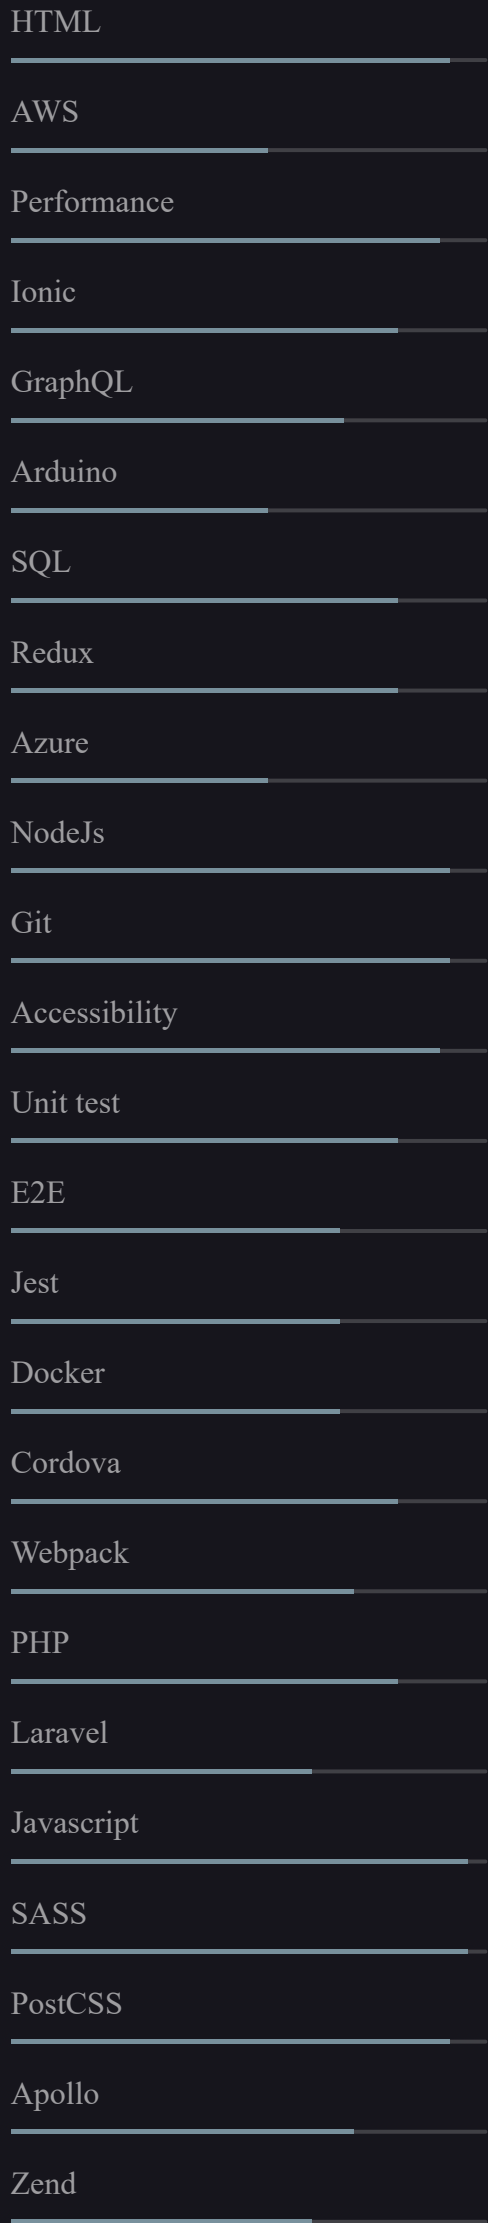 HTML
AWS
Performance
Ionic
GraphQL
Arduino
SQL
Redux
Azure
NodeJs
Git
Accessibility
Unit test
E2E
Jest
Docker
Cordova
Webpack
PHP
Laravel
Javascript
SASS
PostCSS
Apollo
Zend